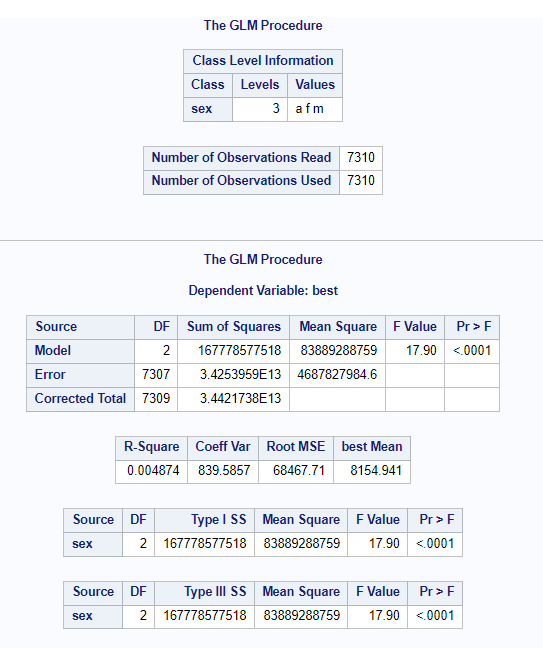 The GLM Procedure
Class Level Information
Class Levels Values
sex 3 a f m
Number of Observations Read 7310
Number of Observations Used 7310
The GLM Procedure
Dependent Variable: best
Source DF Sum of Squares Mean Square F Value Pr > F
Model 2 167778577518 83889288759 17.90 <.0001
Error 7307 3.4253959E13 4687827984.6
Corrected Total 7309 3.4421738E13
R-Square Coeff Var Root MSE best Mean
0.004874 839.5857 68467.71 8154.941
Source DF Type I SS Mean Square F Value Pr > F
sex 2 167778577518 83889288759 17.90 <.0001
Source DF Type III SS Mean Square F Value Pr > F
sex 2 167778577518 83889288759 17.90 <.0001